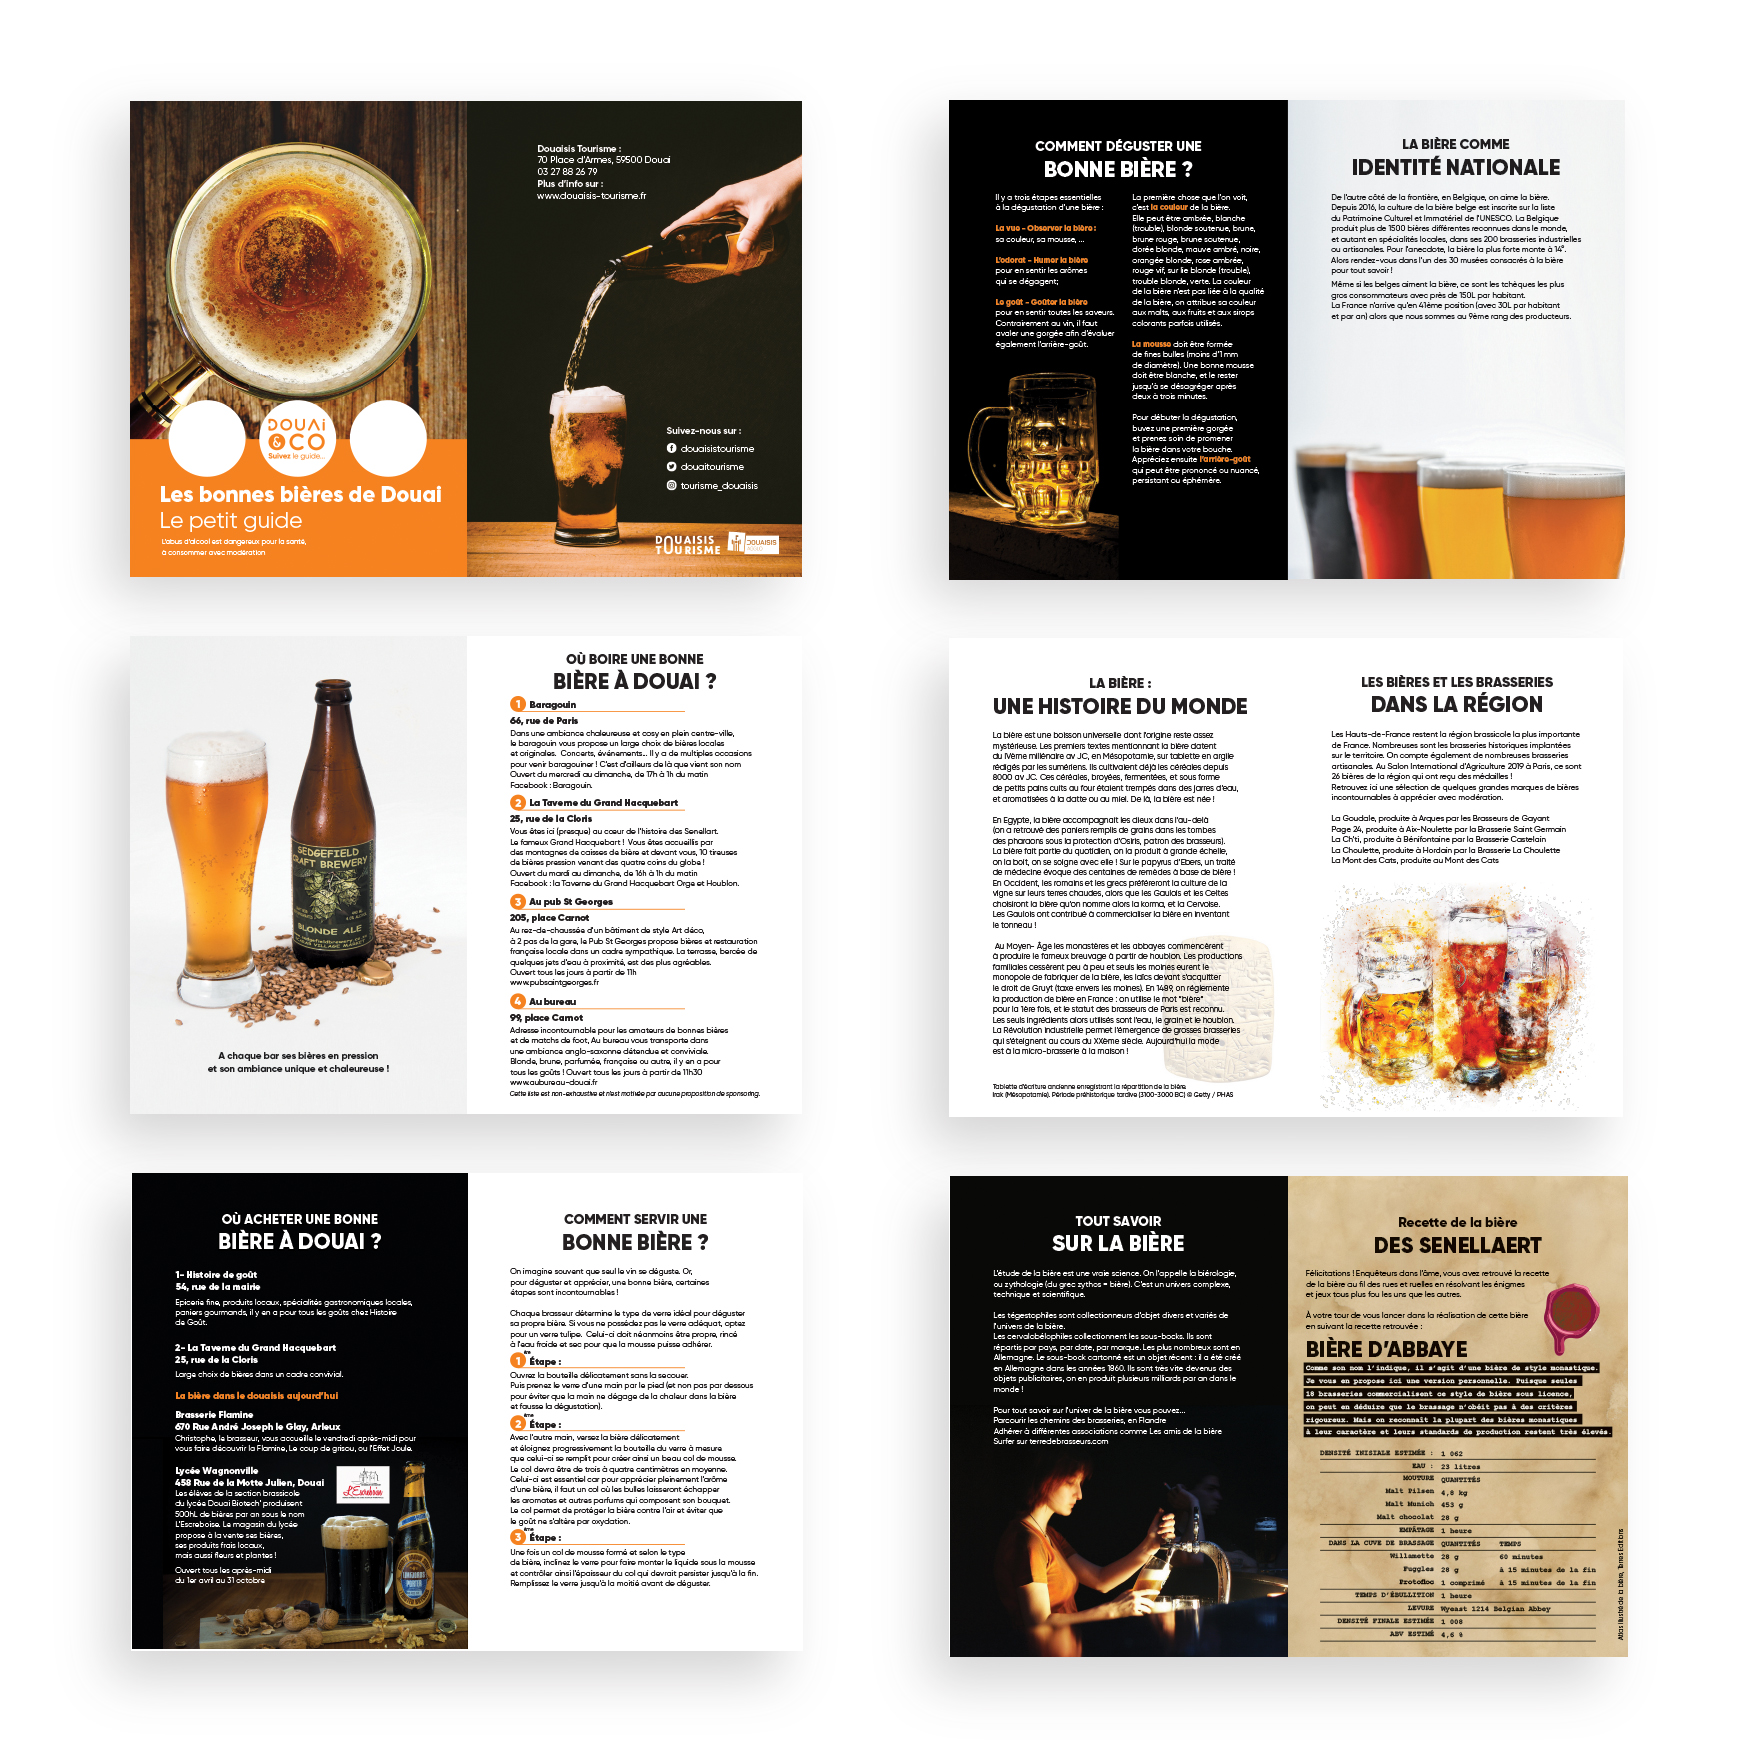 DOUAI
& CO
Suivez le guide...
Les bonnes bières de Douai
Le petit guide
L'abus d'alcool est dangereux pour la santé,
à consommer avec modération
Douaisis Tourisme :
70 Place d'Armes, 59500 Douai
03 27 88 26 79
Plus d'info sur :
www.douaisis-tourisme.fr
Suivez-nous sur :
douaisistourisme
douaitourisme
tourisme_douaisis
DOUAISIS
TOURISME
DOUAISIS
COMMENT DÉGUSTER UNE
BONNE BIÈRE ?
Il y a trois étapes essentielles
à la dégustation d'une bière :
La vue - Observer la bière :
sa couleur, sa mousse, ...
L'odorat - Humer la bière
pour en sentir les arômes
qui se dégagent;
Le goût - Goûter la bière
pour en sentir toutes les saveurs.
Contrairement au vin, il faut
avaler une gorgée afin d'évaluer
également l'arrière-goût.
La première chose que l'on voit,
c'est la couleur de la bière.
Elle peut être ambrée, blanche
(trouble), blonde soutenue, brune,
brune rouge, brune soutenue,
dorée blonde, mauve ambré, noire,
orangée blonde, rose ambrée,
rouge vif, sur lie blonde (trouble),
trouble blonde, verte. La couleur
de la bière n'est pas liée à la qualité
de la bière, on attribue sa couleur
aux malts, aux fruits et aux sirops
colorants parfois utilisés.
La mousse doit être formée
de fines bulles (moins d'1 mm
de diamètre). Une bonne mousse
doit être blanche, et le rester
jusqu'à se désagréger après
deux à trois minutes.
Pour débuter la dégustation,
buvez une première gorgée
et prenez soin de promener
la bière dans votre bouche.
Appréciez ensuite l'arrière-goût
qui peut être prononcé ou nuancé,
persistant ou éphémère.
LA BIÈRE COMME
IDENTITÉ NATIONALE
De l'autre côté de la frontière, en Belgique, on aime la bière.
Depuis 2016, la culture de la bière belge est inscrite sur la liste
du Patrimoine Culturel et Immatériel de l'UNESCO. La Belgique
produit plus de 1500 bières différentes reconnues dans le monde,
et autant en spécialités locales, dans ses 200 brasseries industrielles
ou artisanales. Pour l'anecdote, la bière la plus forte monte à 14°.
Alors rendez-vous dans l'un des 30 musées consacrés à la bière
pour tout savoir !
Même si les belges aiment la bière, ce sont les tchèques les plus
gros consommateurs avec près de 150L par habitant.
La France n'arrive qu'en 41ème position (avec 30L par habitant
et par an) alors que nous sommes au 9ème rang des producteurs.
SEDGEFIELD
CRAFT BREWERY
BLONDE ALE
A chaque bar ses bières en pression
et son ambiance unique et chaleureuse !
OÙ BOIRE UNE BONNE
BIÈRE À DOUAI ?
1 Baragouin
66, rue de Paris
Dans une ambiance chaleureuse et cosy en plein centre-ville,
le baragouin vous propose un large choix de bières locales
et originales. Concerts, événements... Il y a de multiples occasions
pour venir baragouiner ! C'est d'ailleurs de là que vient son nom
Ouvert du mercredi au dimanche, de 17h à 1h du matin
Facebook : Baragouin.
2 La Taverne du Grand Hacquebart
25, rue de la Cloris
Vous êtes ici (presque) au cœur de l'histoire des Senellart.
Le fameux Grand Hacquebart ! Vous êtes accueillis par
des montagnes de caisses de bière et devant vous, 10 tireuses
de bières pression venant des quatre coins du globe !
Ouvert du mardi au dimanche, de 16h à 1h du matin
Facebook : la Taverne du Grand Hacquebart Orge et Houblon.
3 Au pub St Georges
205, place Carnot
Au rez-de-chaussée d'un bâtiment de style Art déco,
à 2 pas de la gare, le Pub St Georges propose bières et restauration
française locale dans un cadre sympathique. La terrasse, bercée de
quelques jets d'eau à proximité, est des plus agréables.
Ouvert tous les jours à partir de 11h
www.pubsaintgeorges.fr
4 Au bureau
99, place Carnot
Adresse incontournable pour les amateurs de bonnes bières
et de matchs de foot, Au bureau vous transporte dans
une ambiance anglo-saxonne détendue et conviviale.
Blonde, brune, parfumée, française ou autre, il y en a pour
tous les goûts ! Ouvert tous les jours à partir de 11h30
www.aubureau-douai.fr
Cette liste est non-exhaustive et n'est motivée par aucune proposition de sponsoring.
LA BIÈRE :
UNE HISTOIRE DU MONDE
La bière est une boisson universelle dont l'origine reste assez
mystérieuse. Les premiers textes mentionnant la bière datent
du IVème millénaire av JC, en Mésopotamie, sur tablette en argile
rédigés par les sumériens. Ils cultivaient déjà les céréales depuis
8000 av JC. Ces céréales, broyées, fermentées, et sous forme
de petits pains cuits au four étaient trempés dans des jarres d'eau,
et aromatisées à la datte ou au miel. De là, la bière est née !
En Egypte, la bière accompagnait les dieux dans l'au-delà
(on a retrouvé des paniers remplis de grains dans les tombes
des pharaons sous la protection d'Osiris, patron des brasseurs).
La bière fait partie du quotidien, on la produit à grande échelle,
on la boit, on se soigne avec elle ! Sur le papyrus d'Ebers, un traité
de médecine évoque des centaines de remèdes à base de bière !
En Occident, les romains et les grecs préfèreront la culture de la
vigne sur leurs terres chaudes, alors que les Gaulois et les Celtes
choisiront la bière qu'on nomme alors la korma, et la Cervoise.
Les Gaulois ont contribué à commercialiser la bière en inventant
le tonneau !
Au Moyen- Âge les monastères et les abbayes commencèrent
à produire le fameux breuvage à partir de houblon. Les productions
familiales cessèrent peu à peu et seuls les moines eurent le
monopole de fabriquer de la bière, les laïcs devant s'acquitter
le droit de Gruyt (taxe envers les moines). En 1489, on réglemente
la production de bière en France : on utilise le mot "bière"
pour la 1ère fois, et le statut des brasseurs de Paris est reconnu.
Les seuls ingrédients alors utilisés sont l'eau, le grain et le houblon.
La Révolution Industrielle permet l'émergence de grosses brasseries
qui s'éteignent au cours du XXème siècle. Aujourd'hui la mode
est à la micro-brasserie à la maison !
Tablette d'écriture ancienne enregistrant la répartition de la bière.
Irak (Mésopotamie). Période préhistorique tardive (3100-3000 BC) © Getty / PHAS
LES BIÈRES ET LES BRASSERIES
DANS LA RÉGION
Les Hauts-de-France restent la région brassicole la plus importante
de France. Nombreuses sont les brasseries historiques implantées
sur le territoire. On compte également de nombreuses brasseries
artisanales. Au Salon International d'Agriculture 2019 à Paris, ce sont
26 bières de la région qui ont reçu des médailles !
Retrouvez ici une sélection de quelques grandes marques de bières
incontournables à apprécier avec modération.
La Goudale, produite à Arques par les Brasseurs de Gayant
Page 24, produite à Aix-Noulette par la Brasserie Saint Germain
La Ch'ti, produite à Bénifontaine par la Brasserie Castelain
La Choulette, produite à Hordain par la Brasserie La Choulette
La Mont des Cats, produite au Mont des Cats
OÙ ACHETER UNE BONNE
BIÈRE À DOUAI ?
1- Histoire de goût
54, rue de la mairie
Epicerie fine, produits locaux, spécialités gastronomiques locales,
paniers gourmands, il y en a pour tous les goûts chez Histoire
de Goût.
2- La Taverne du Grand Hacquebart
25, rue de la Cloris
Large choix de bières dans un cadre convivial.
La bière dans le douaisis aujourd'hui
Brasserie Flamine
670 Rue André Joseph le Glay, Arleux
Christophe, le brasseur, vous accueille le vendredi après-midi pour
vous faire découvrir la Flamine, Le coup de grisou, ou l'Effet Joule.
Lycée Wagnonville
458 Rue de la Motte Julien, Douai
Les élèves de la section brassicole
du lycée Douai Biotech' produisent
500hL de bières par an sous le nom
L'Escreboise. Le magasin du lycée
propose à la vente ses bières,
ses produits frais locaux,
mais aussi fleurs et plantes !
Ouvert tous les après-midi
du 1er avril au 31 octobre
L'Escreboise
COMMENT SERVIR UNE
BONNE BIÈRE ?
On imagine souvent que seul le vin se déguste. Or,
pour déguster et apprécier, une bonne bière, certaines
étapes sont incontournables !
Chaque brasseur détermine le type de verre idéal pour déguster
sa propre bière. Si vous ne possédez pas le verre adéquat, optez
pour un verre tulipe. Celui-ci doit néanmoins être propre, rincé
à l'eau froide et sec pour que la mousse puisse adhérer.
1ère Étape :
Ouvrez la bouteille délicatement sans la secouer.
Puis prenez le verre d'une main par le pied (et non pas par dessous
pour éviter que la main ne dégage de la chaleur dans la bière
et fausse la dégustation).
2ème Étape :
Avec l'autre main, versez la bière délicatement
et éloignez progressivement la bouteille du verre à mesure
que celui-ci se remplit pour créer ainsi un beau col de mousse.
Le col devra être de trois à quatre centimètres en moyenne.
Celui-ci est essentiel car pour apprécier pleinement l'arôme
d'une bière, il faut un col où les bulles laisseront échapper
les aromates et autres parfums qui composent son bouquet.
Le col permet de protéger la bière contre l'air et éviter que
le goût ne s'altère par oxydation.
3ème Étape :
Une fois un col de mousse formé et selon le type
de bière, inclinez le verre pour faire monter le liquide sous la mousse
et contrôler ainsi l'épaisseur du col qui devrait persister jusqu'à la fin.
Remplissez le verre jusqu'à la moitié avant de déguster.
TOUT SAVOIR
SUR LA BIÈRE
L'étude de la bière est une vraie science. On l'appelle la biérologie,
ou zythologie (du grec zythos = bière). C'est un univers complexe,
technique et scientifique.
Les tégestophiles sont collectionneurs d'objet divers et variés de
l'univers de la bière.
Les cervalobélophiles collectionnent les sous-bocks. Ils sont
répartis par pays, par date, par marque. Les plus nombreux sont en
Allemagne. Le sous-bock cartonné est un objet récent : il a été créé
en Allemagne dans les années 1860. Ils sont très vite devenus des
objets publicitaires, on en produit plusieurs milliards par an dans le
monde !
Pour tout savoir sur l'univer de la bière vous pouvez...
Parcourir les chemins des brasseries, en Flandre
Adhérer à différentes associations comme Les amis de la bière
Surfer sur terredebrasseurs.com
Recette de la bière
DES SENELLAERT
Félicitations ! Enquêteurs dans l'âme, vous avez retrouvé la recette
de la bière au fil des rues et ruelles en résolvant les énigmes
et jeux tous plus fou les uns que les autres.
À votre tour de vous lancer dans la réalisation de cette bière
en suivant la recette retrouvée :
BIÈRE D'ABBAYE
Comme son nom l'indique, il s'agit d'une bière de style monastique.
Je vous en propose ici une version personnelle. Puisque seules
18 brasseries commercialisent ce style de bière sous licence,
on peut en déduire que le brassage n'obéit pas à des critères
rigoureux. Mais on reconnaît la plupart des bières monastiques
à leur caractère et leurs standards de production restent très élevés.
DENSITÉ INISIALE ESTIMÉE : 1 062
EAU : 23 litres
MOUTURE QUANTITÉS
Malt Pilsen 4,8 kg
Malt Munich 453 g
Malt chocolat 28 g
EMPÂTAGE 1 heure
DANS LA CUVE DE BRASSAGE QUANTITÉS TEMPS
Willamette 28 g 60 minutes
Fuggles 28 g à 15 minutes de la fin
Protofloc 1 comprimé à 15 minutes de la fin
TEMPS D'ÉBULLITION 1 heure
LEVURE Wyeast 1214 Belgian Abbey
DENSITÉ FINALE ESTIMÉE 1 008
ABV ESTIMÉ 4,6 %
Atlas illustré de la bière, Terres Editions